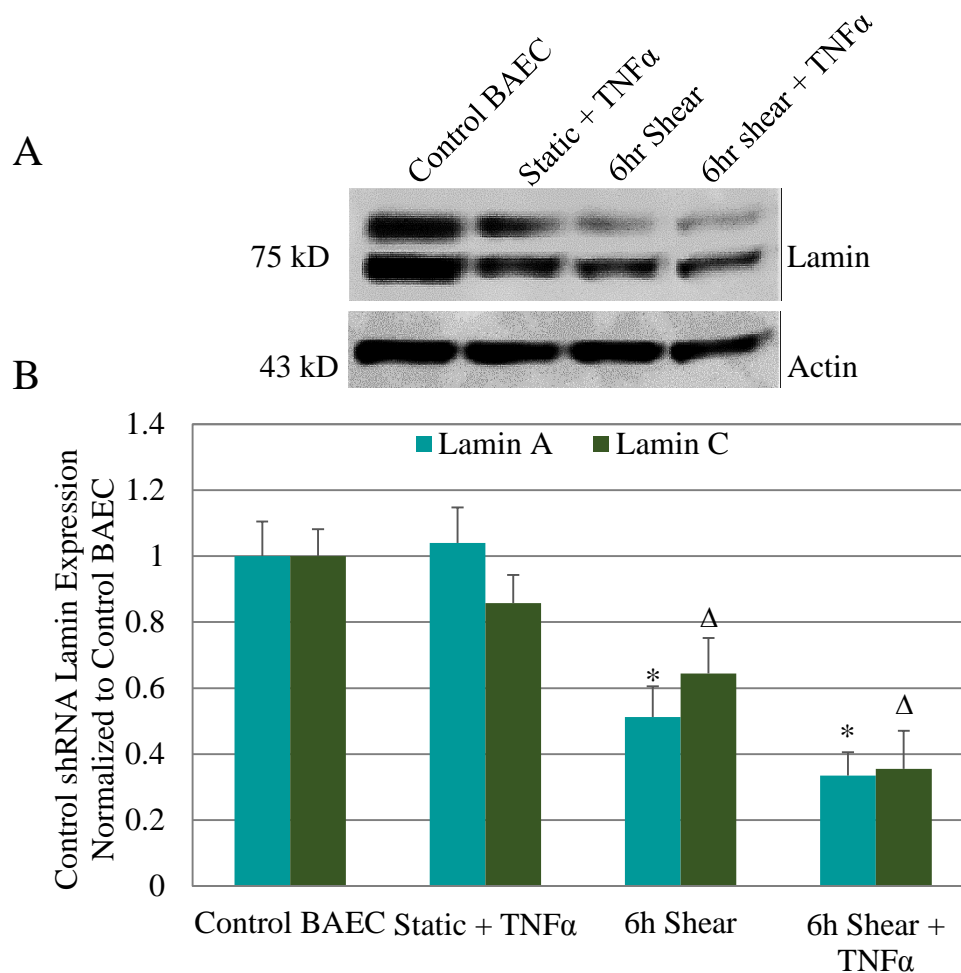 A
Control BAEC
Static + TNFα
6hr Shear
6hr shear + TNFα
75 kD
Lamin
43 kD
Actin
B
Control shRNA Lamin Expression
Normalized to Control BAEC
1.4
1.2
1
0.8
0.6
0.4
0.2
0
Lamin A
Lamin C
*
Δ
*
Δ
Control BAEC
Static + TNFα
6h Shear
6h Shear +
TNFα